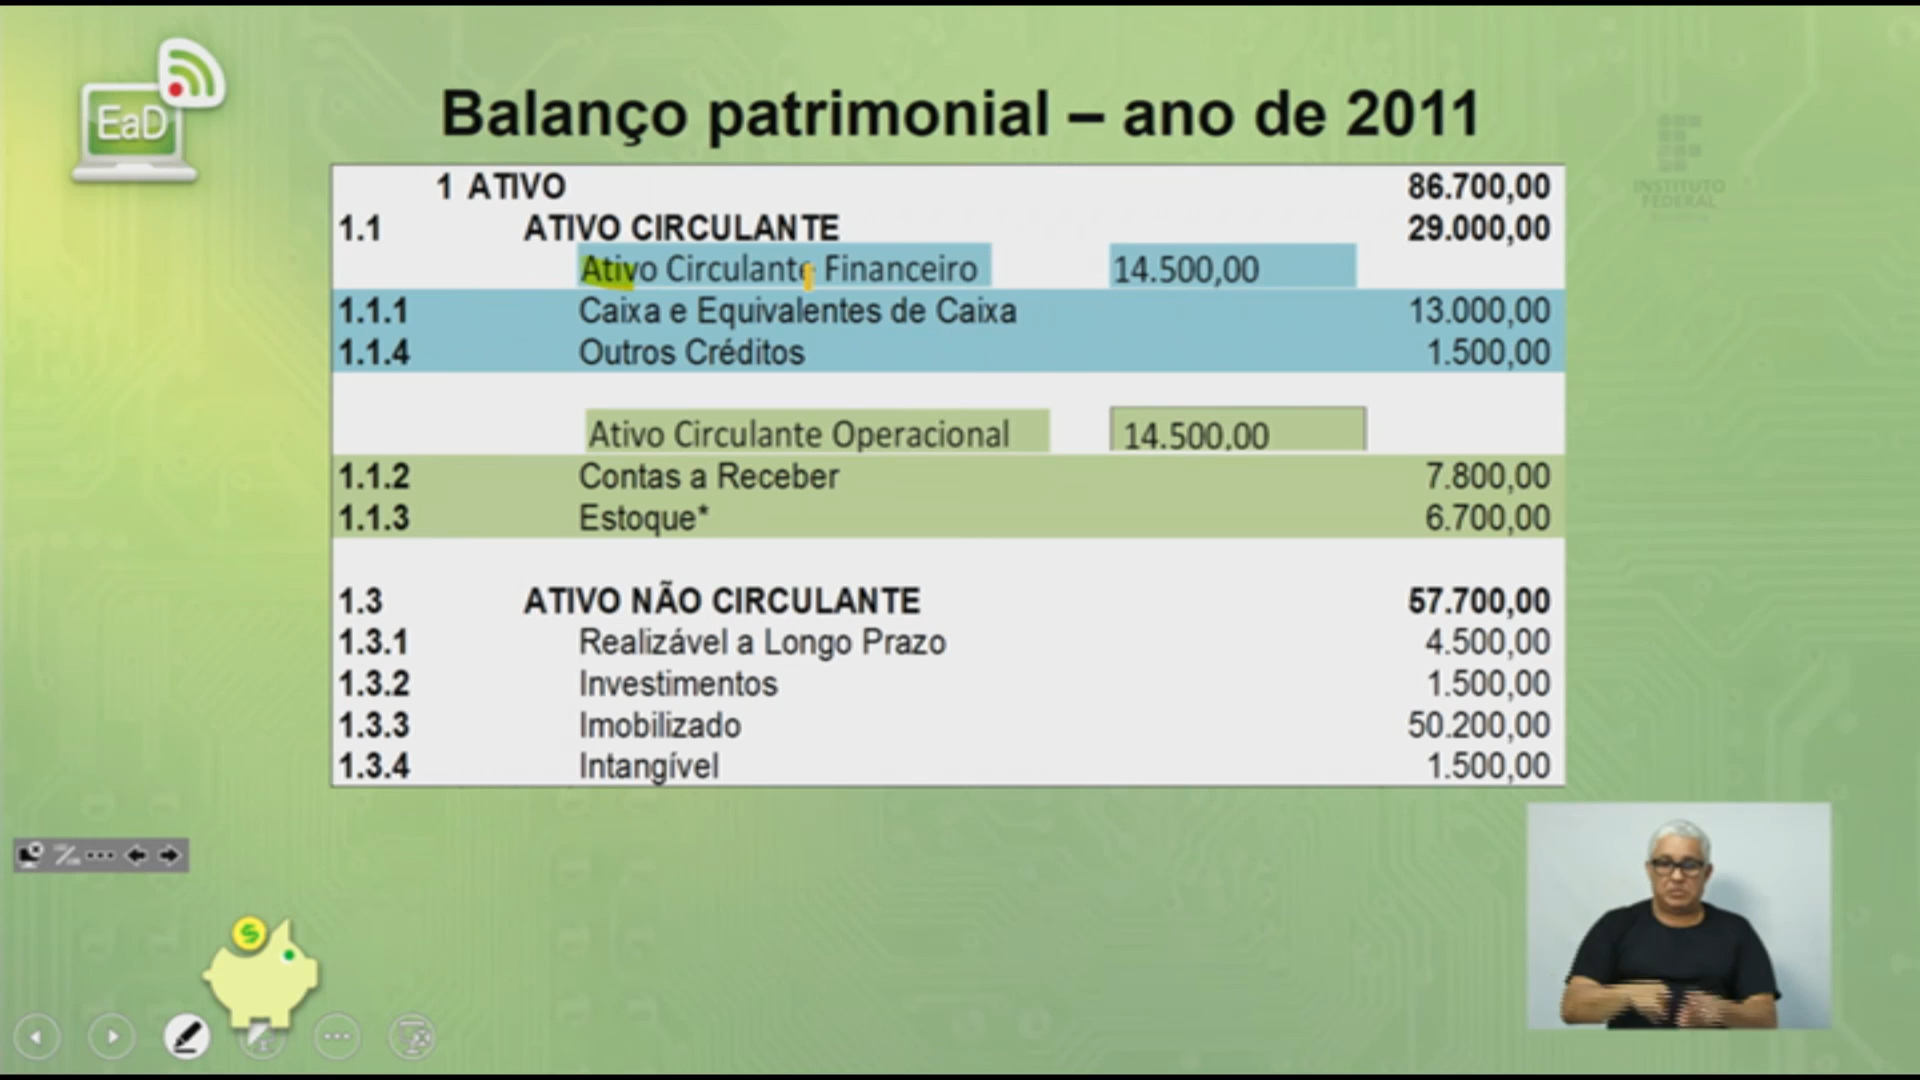 EaD
Balanço patrimonial – ano de 2011
INSTITUTO
FEDERAL
1 ATIVO 86.700,00
1.1 ATIVO CIRCULANTE 29.000,00
Ativo Circulante Financeiro 14.500,00
1.1.1 Caixa e Equivalentes de Caixa 13.000,00
1.1.4 Outros Créditos 1.500,00
Ativo Circulante Operacional 14.500,00
1.1.2 Contas a Receber 7.800,00
1.1.3 Estoque* 6.700,00
1.3 ATIVO NÃO CIRCULANTE 57.700,00
1.3.1 Realizável a Longo Prazo 4.500,00
1.3.2 Investimentos 1.500,00
1.3.3 Imobilizado 50.200,00
1.3.4 Intangível 1.500,00